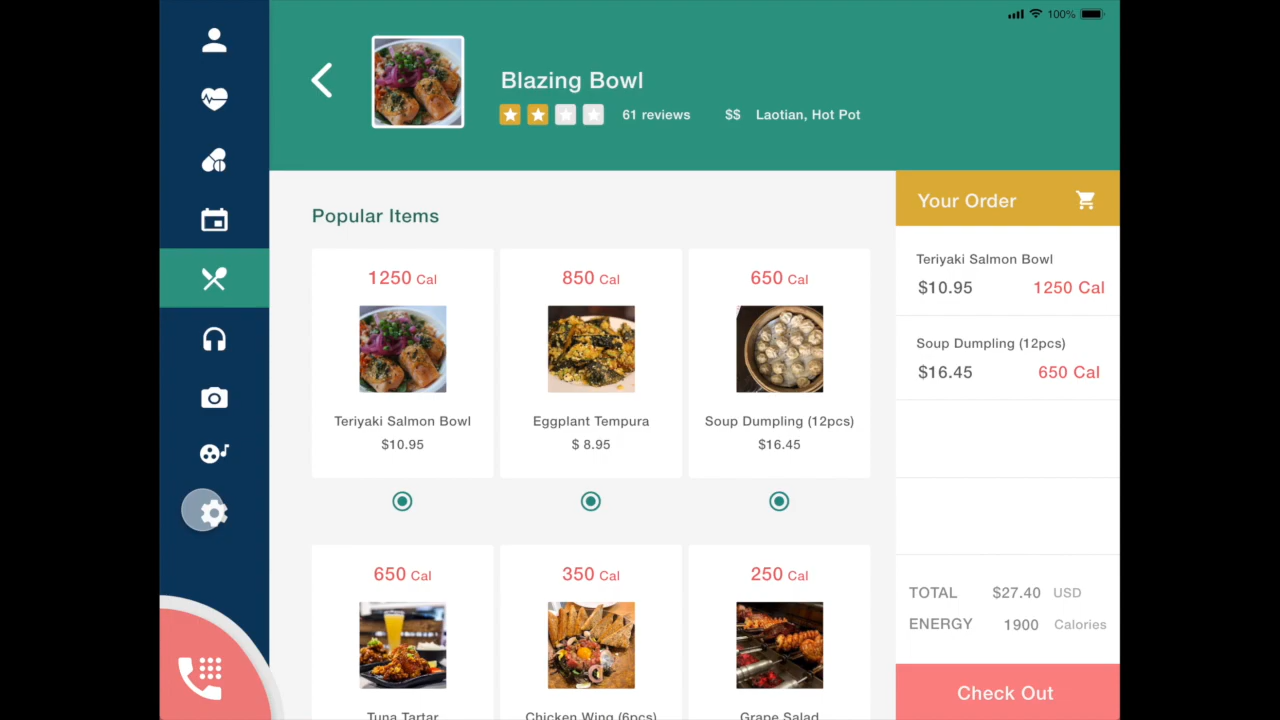 100%
Blazing Bowl
61 reviews $$ Laotian, Hot Pot
Your Order
Popular Items
1250 Cal
850 Cal
650 Cal
Teriyaki Salmon Bowl
$10.95
Eggplant Tempura
$ 8.95
Soup Dumpling (12pcs)
$16.45
Teriyaki Salmon Bowl
$10.95 1250 Cal
Soup Dumpling (12pcs)
$16.45 650 Cal
650 Cal
350 Cal
250 Cal
Tuna Tartar
Chicken Wing (6pcs)
Grape Salad
TOTAL $27.40 USD
ENERGY 1900 Calories
Check Out